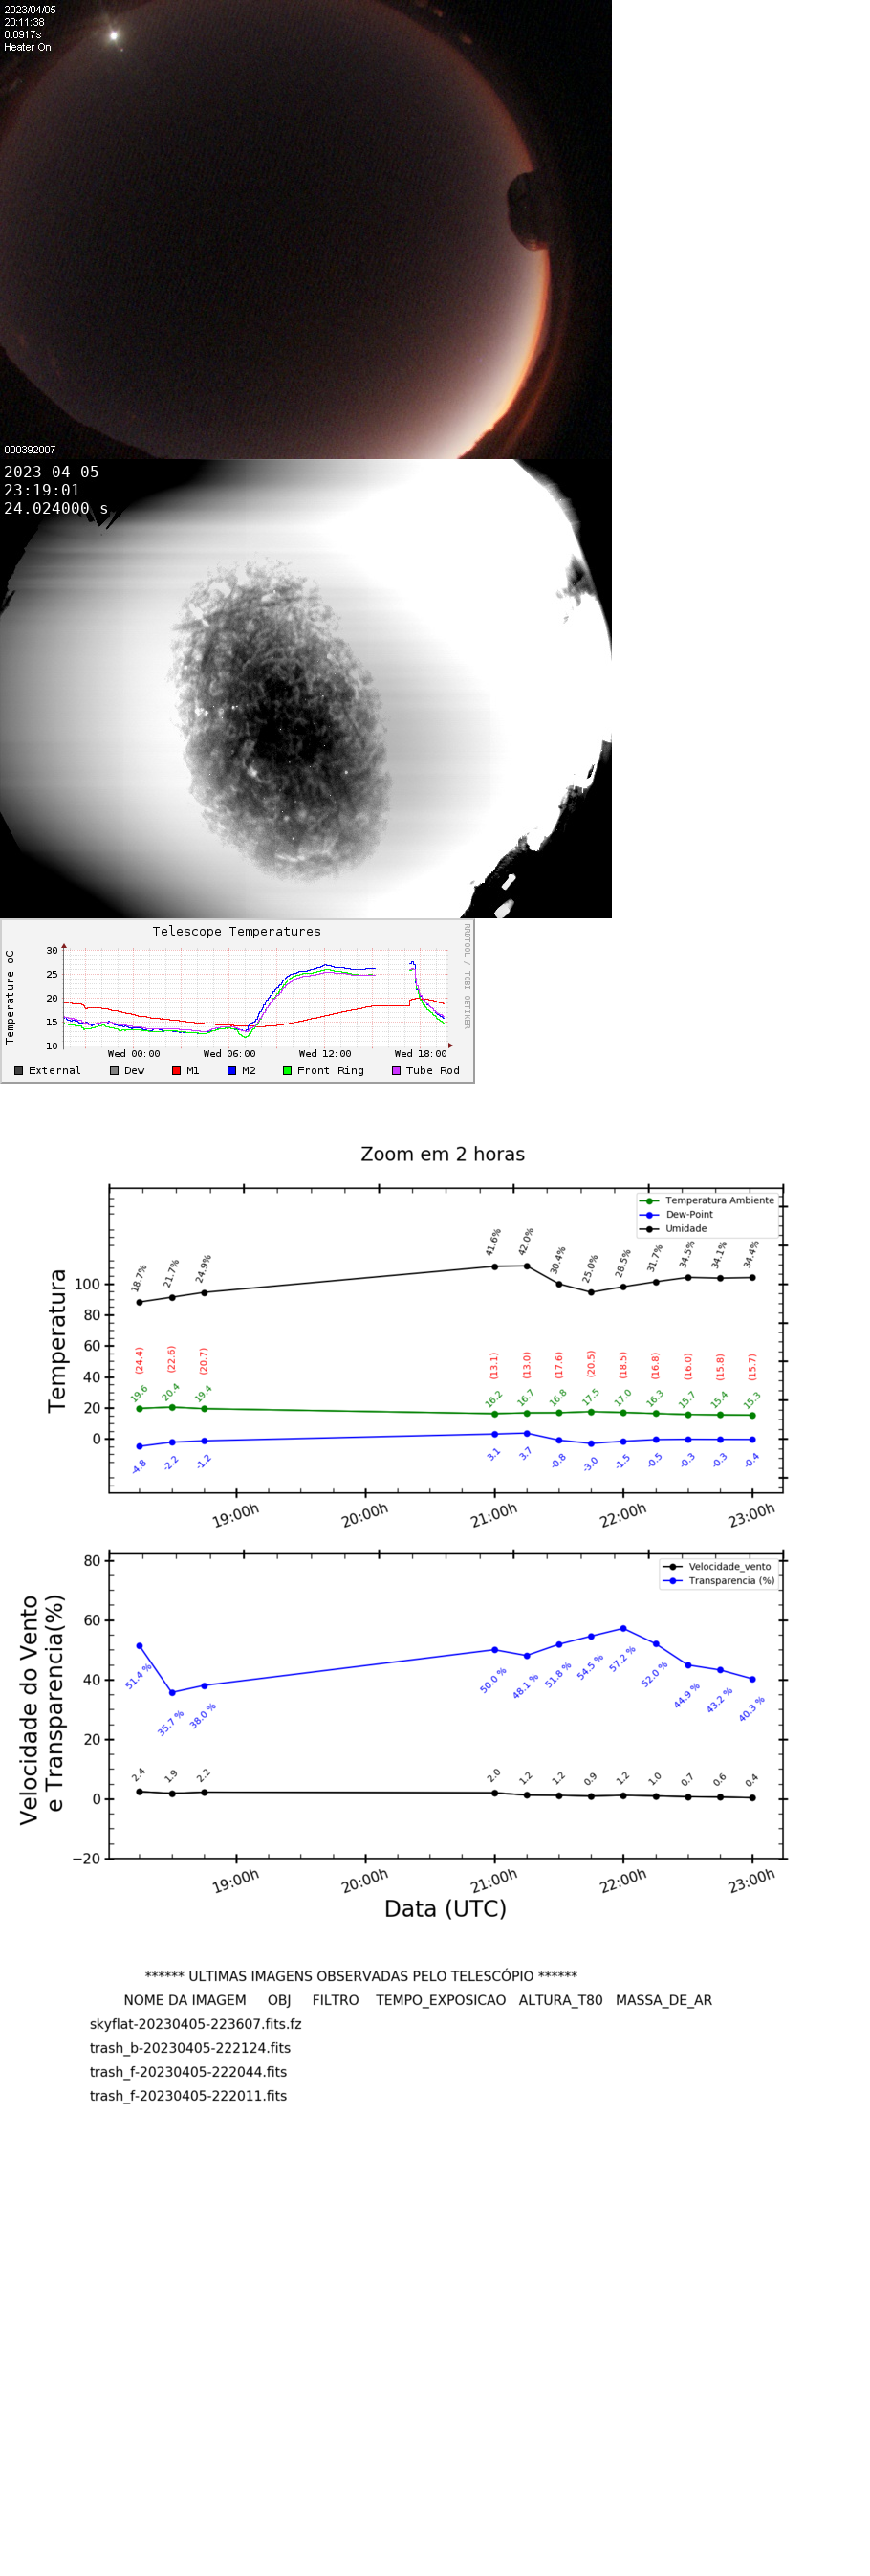 2023/04/05
20:11:38
0.0917s
Heater On
000392007
2023-04-05
23:19:01
24.024000 s
Telescope Temperatures
RRDTOOL / TOBI OETIKER
Temperature oC
30
25
20
15
10
Wed 00:00 Wed 06:00 Wed 12:00 Wed 18:00
External Dew M1 M2 Front Ring Tube Rod
Zoom em 2 horas
Temperatura Ambiente
Dew-Point
Umidade
Temperatura
100
80
60
40
20
0
18.7% 21.7% 24.9% 41.6% 42.0% 30.4% 25.0% 28.5% 31.7% 34.5% 34.1% 34.4%
(24.4) (22.6) (20.7) (13.1) (13.0) (17.6) (20.5) (18.5) (16.8) (16.0) (15.8) (15.7)
19.6 20.4 19.4 16.2 16.7 16.8 17.5 17.0 16.3 15.7 15.4 15.3
-4.8 -2.2 -1.2 3.1 3.7 -0.8 -3.0 -1.5 -0.5 -0.3 -0.3 -0.4
19:00h 20:00h 21:00h 22:00h 23:00h
Velocidade_vento
Transparencia (%)
Velocidade do Vento
e Transparencia(%)
80
60
40
20
0
−20
51.4 % 35.7 % 38.0 % 50.0 % 48.1 % 51.8 % 54.5 % 57.2 % 52.0 % 44.9 % 43.2 % 40.3 %
2.4 1.9 2.2 2.0 1.2 1.2 0.9 1.2 1.0 0.7 0.6 0.4
19:00h 20:00h 21:00h 22:00h 23:00h
Data (UTC)
****** ULTIMAS IMAGENS OBSERVADAS PELO TELESCÓPIO ******
NOME DA IMAGEM OBJ FILTRO TEMPO_EXPOSICAO ALTURA_T80 MASSA_DE_AR
skyflat-20230405-223607.fits.fz
trash_b-20230405-222124.fits
trash_f-20230405-222044.fits
trash_f-20230405-222011.fits